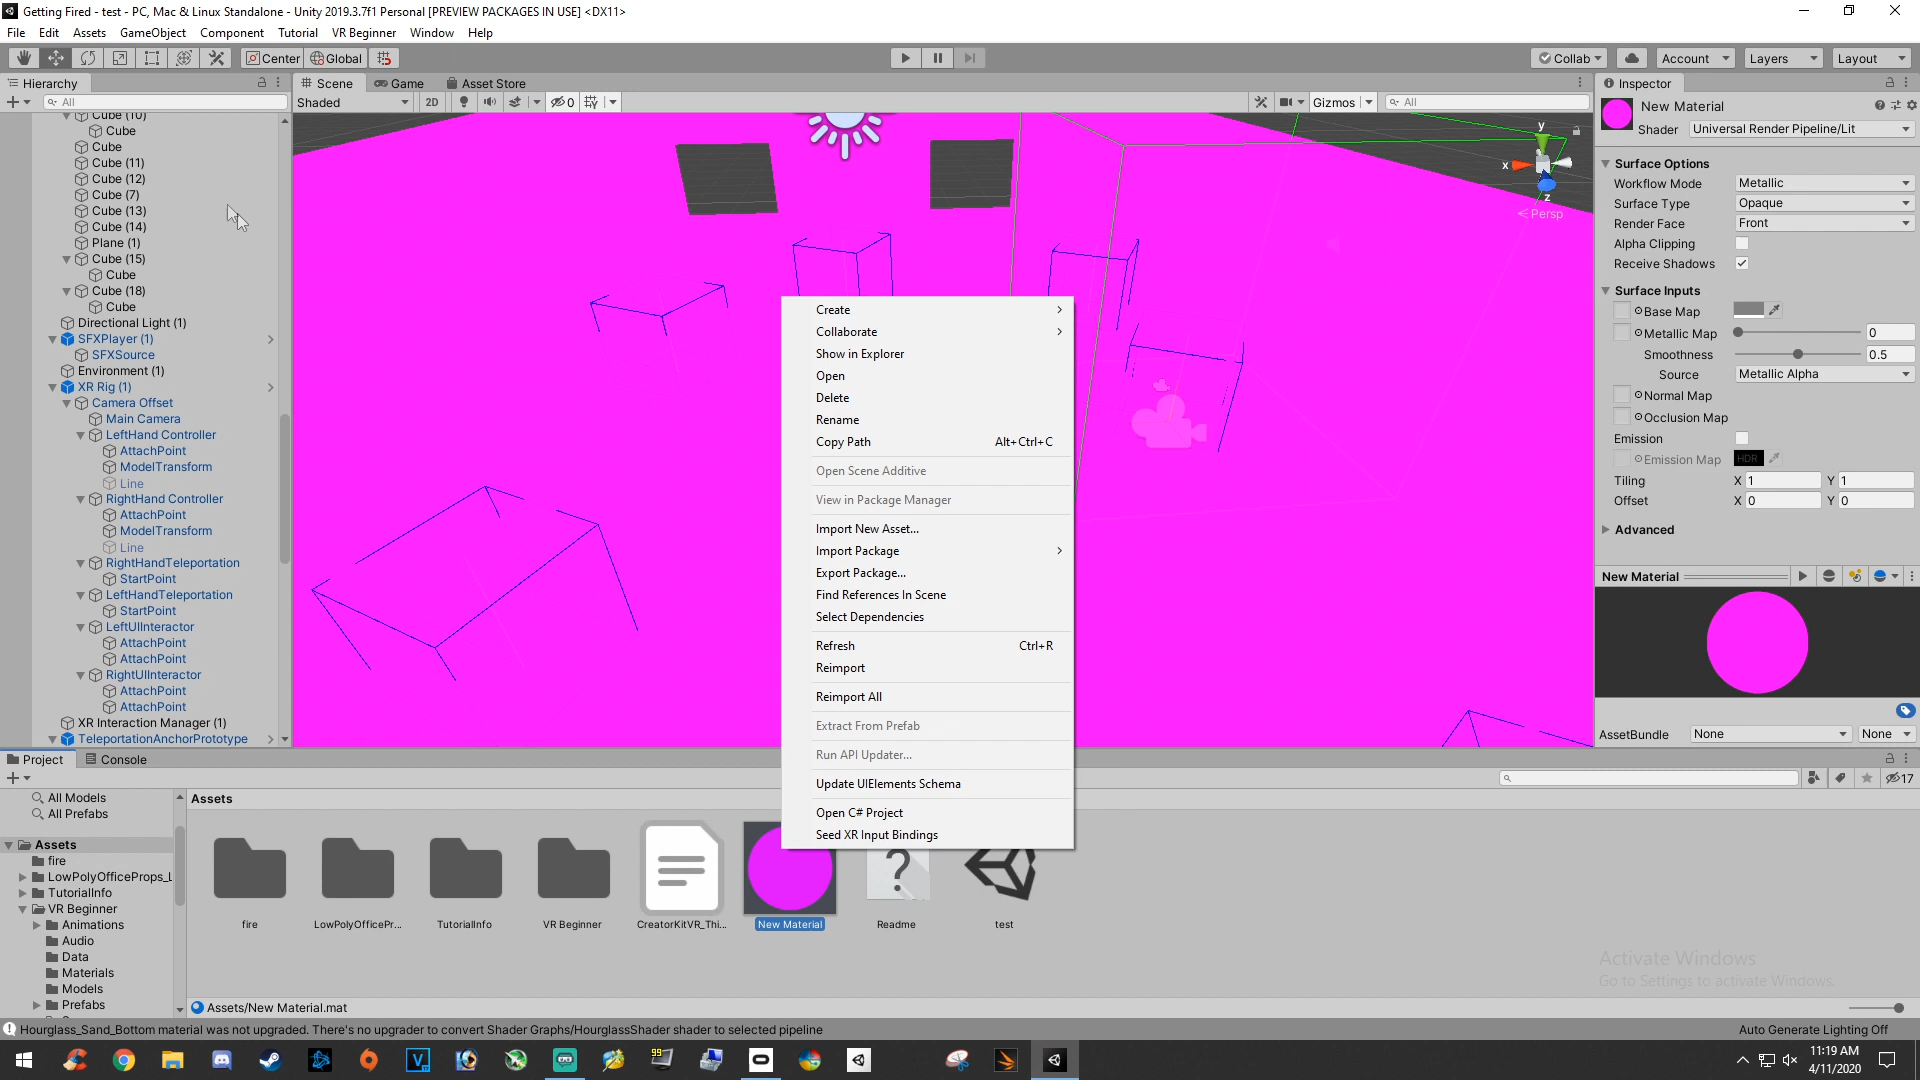 Getting Fired - test - PC, Mac & Linux Standalone - Unity 2019.3.7f1 Personal [PREVIEW PACKAGES IN USE] <DX11>
File Edit Assets GameObject Component Tutorial VR Beginner Window Help
Center Global Collab Account Layers Layout
Hierarchy
All
Cube (10)
Cube
Cube
Cube (11)
Cube (12)
Cube (7)
Cube (13)
Cube (14)
Plane (1)
Cube (15)
Cube
Cube (18)
Cube
Directional Light (1)
SFXPlayer (1)
SFXSource
Environment (1)
XR Rig (1)
Camera Offset
Main Camera
LeftHand Controller
AttachPoint
ModelTransform
Line
RightHand Controller
AttachPoint
ModelTransform
Line
RightHandTeleportation
StartPoint
LeftHandTeleportation
StartPoint
LeftUIInteractor
AttachPoint
AttachPoint
RightUIInteractor
AttachPoint
AttachPoint
XR Interaction Manager (1)
TeleportationAnchorPrototype
Scene Game Asset Store
Shaded 2D 0 Gizmos All
y
x
z
Persp
Create
Collaborate
Show in Explorer
Open
Delete
Rename
Copy Path Alt+Ctrl+C
Open Scene Additive
View in Package Manager
Import New Asset...
Import Package
Export Package...
Find References In Scene
Select Dependencies
Refresh Ctrl+R
Reimport
Reimport All
Extract From Prefab
Run API Updater...
Update UIElements Schema
Open C# Project
Seed XR Input Bindings
Inspector
New Material
Shader Universal Render Pipeline/Lit
Surface Options
Workflow Mode Metallic
Surface Type Opaque
Render Face Front
Alpha Clipping
Receive Shadows
Surface Inputs
Base Map
Metallic Map 0
Smoothness 0.5
Source Metallic Alpha
Normal Map
Occlusion Map
Emission
Emission Map HDR
Tiling X 1 Y 1
Offset X 0 Y 0
Advanced
New Material
AssetBundle None None
Project Console
17
All Models
All Prefabs
Assets
fire
LowPolyOfficeProps_L
TutorialInfo
VR Beginner
Animations
Audio
Data
Materials
Models
Prefabs
Assets
fire
LowPolyOfficePr...
TutorialInfo
VR Beginner
CreatorKitVR_Thi...
New Material
Readme
test
Assets/New Material.mat
Activate Windows
Go to Settings to activate Windows.
Hourglass_Sand_Bottom material was not upgraded. There's no upgrader to convert Shader Graphs/HourglassShader shader to selected pipeline
Auto Generate Lighting Off
99
11:19 AM
4/11/2020